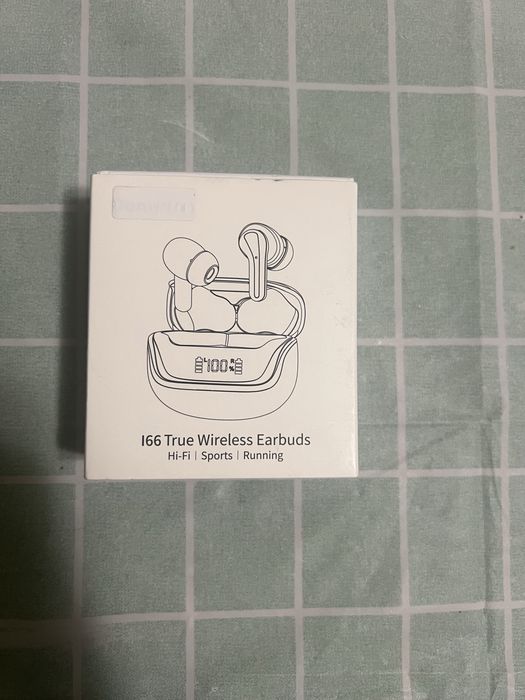 L 100 R
%
I66 True Wireless Earbuds
Hi-Fi | Sports | Running